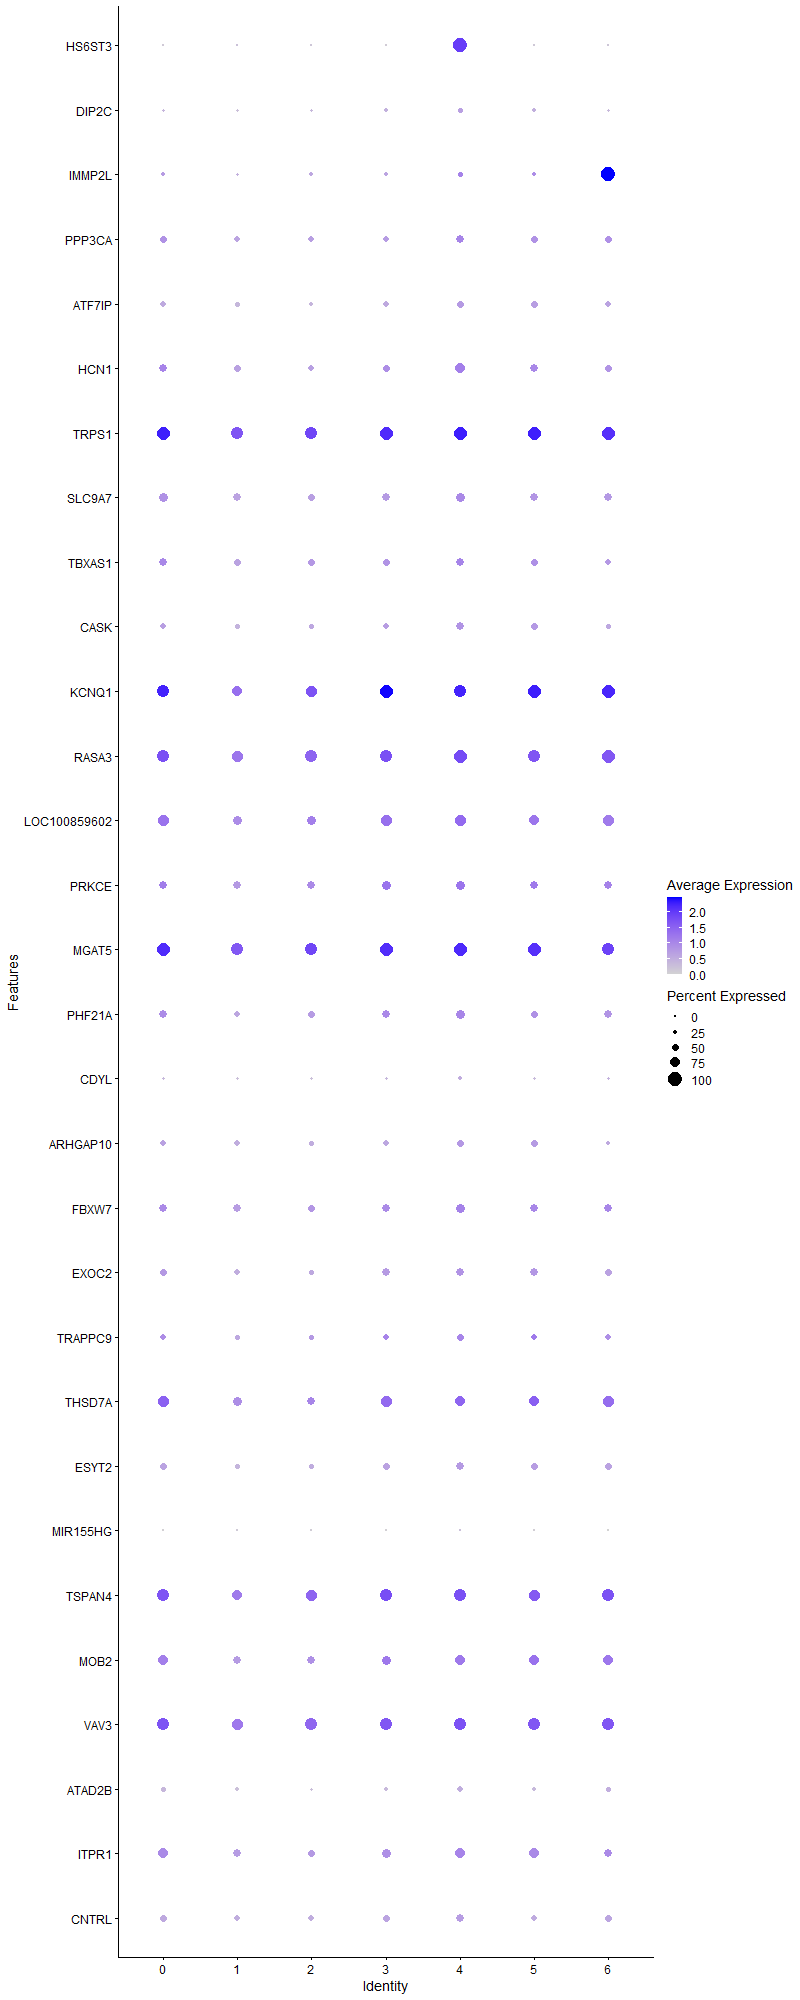 HS6ST3
DIP2C
IMMP2L
PPP3CA
ATF7IP
HCN1
TRPS1
SLC9A7
TBXAS1
CASK
KCNQ1
RASA3
LOC100859602
PRKCE
MGAT5
PHF21A
CDYL
ARHGAP10
FBXW7
EXOC2
TRAPPC9
THSD7A
ESYT2
MIR155HG
TSPAN4
MOB2
VAV3
ATAD2B
ITPR1
CNTRL
Features
0 1 2 3 4 5 6
Identity
Average Expression
2.0
1.5
1.0
0.5
0.0
Percent Expressed
0
25
50
75
100